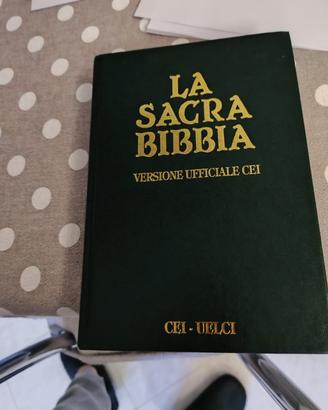 LA
SACRA
BIBBIA
VERSIONE UFFICIALE CEI
CEI - UELCI